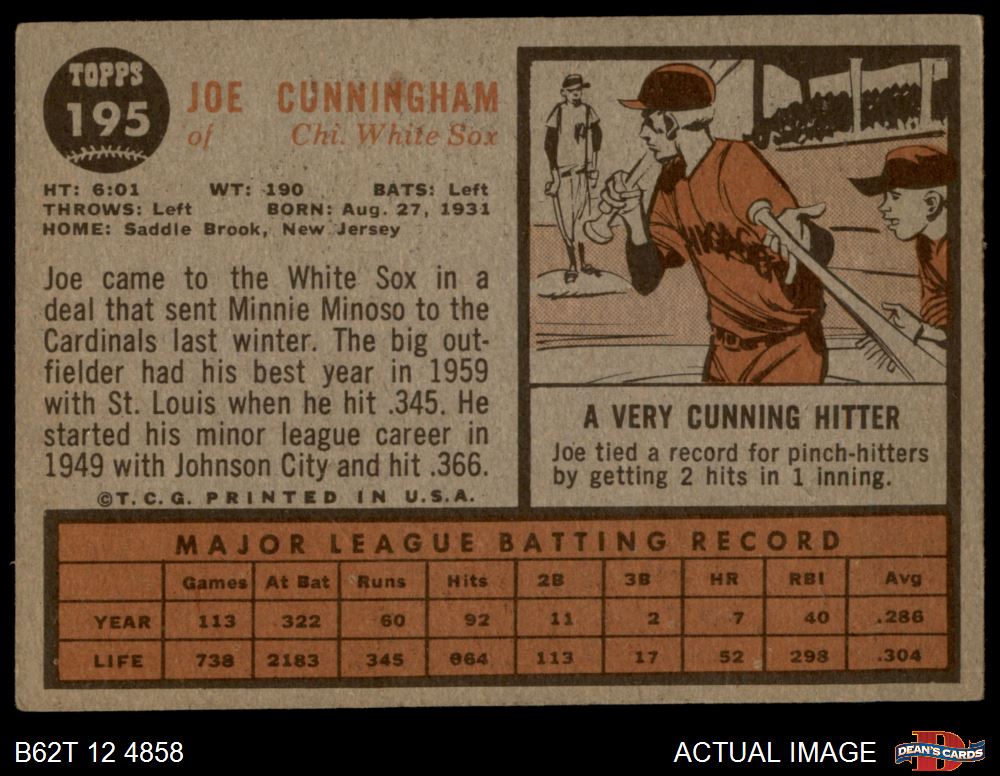 TOPPS
195
JOE CUNNINGHAM
of Chi. White Sox
HT: 6:01 WT: 190 BATS: Left
THROWS: Left BORN: Aug. 27, 1931
HOME: Saddle Brook, New Jersey
Joe came to the White Sox in a
deal that sent Minnie Minoso to the
Cardinals last winter. The big out-
fielder had his best year in 1959
with St. Louis when he hit .345. He
started his minor league career in
1949 with Johnson City and hit .366.
©T.C.G. PRINTED IN U.S.A.
A VERY CUNNING HITTER
Joe tied a record for pinch-hitters
by getting 2 hits in 1 inning.
MAJOR LEAGUE BATTING RECORD
Games At Bat Runs Hits 2B 3B HR RBI Avg
YEAR 113 322 60 92 11 2 7 40 .286
LIFE 738 2183 345 664 113 17 52 298 .304
B62T 12 4858
ACTUAL IMAGE
DEAN'S CARDS